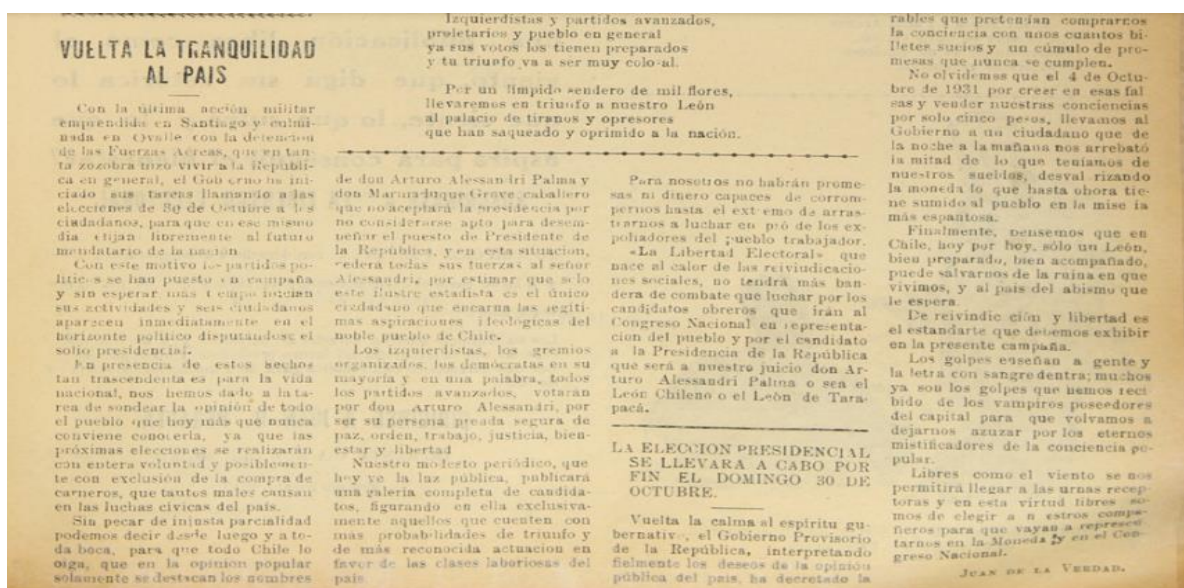 VUELTA LA TRANQUILIDAD
AL PAIS
Con la última acción militar
emprendida en Santiago y culmi-
nada en Ovalle con la detención
de las Fuerzas Aéreas, que en tan
ta zozobra hizo vivir a la Repúbli-
ca en general, el Gobierno ha ini-
ciado sus tareas llamando a las
elecciones de 30 de Octubre a los
ciudadanos, para que en ese mismo
dia elijan libremente al futuro
mandatario de la nación
Con este motivo los partidos po-
líticos se han puesto en campaña
y sin esperar más tiempo inician
sus actividades y seis ciudadanos
aparecen inmediatamente en el
horizonte político disputándose el
solio presidencial.
En presencia de estos hechos
tan trascendentales para la vida
nacional, nos hemos dado a la ta-
rea de sondear la opinión de todo
el pueblo que hoy más que nunca
conviene conocerla, ya que las
próximas elecciones se realizarán
con entera voluntad y posiblemen-
te con exclusión de la compra de
carneros, que tantos males causan
en las luchas cívicas del país.
Sin pecar de injusta parcialidad
podemos decir desde luego y a to-
da boca, para que todo Chile lo
oiga, que en la opinion popular
solamente se destacan los nombres
Izquierdistas y partidos avanzados,
proletarios y pueblo en general
ya sus votos los tienen preparados
y tu triunfo va a ser muy colosal.
Por un límpido sendero de mil flores,
llevaremos en triunfo a nuestro León
al palacio de tiranos y opresores
que han saqueado y oprimido a la nación.
de don Arturo Alessandri Palma y
don Marmaduque Grove, caballero
que no aceptará la presidencia por
no considerarse apto para desem-
peñar el puesto de Presidente de
la República, y en esta situación,
cederá todas sus fuerzas al señor
Alessandri, por estimar que solo
este ilustre estadista es el único
ciudadano que encarna las legíti-
mas aspiraciones ideológicas del
noble pueblo de Chile.
Los izquierdistas, los gremios
organizados, los demócratas en su
mayoría y en una palabra, todos
los partidos avanzados, votarán
por don Arturo Alessandri, por
ser su persona prenda segura de
paz, orden, trabajo, justicia, bien-
estar y libertad
Nuestro modesto periódico, que
hoy ve la luz pública, publicará
una galería completa de candida-
tos, figurando en ella exclusiva-
mente aquellos que cuenten con
más probabilidades de triunfo y
de más reconocida actuacion en
favor de las clases laboriosas del
país
Para nosotros no habrán prome-
sas ni dinero capaces de corrom-
pernos hasta el ext emo de arras-
trarnos a luchar en pró de los ex-
poliadores del pueblo trabajador.
«La Libertad Electoral» que
nace al calor de las reivindicacio-
nes sociales, no tendrá más ban-
dera de combate que luchar por los
candidatos obreros que irán al
Congreso Nacional en representa-
cion del pueblo y por el candidato
a la Presidencia de la República
que será a nuestro juicio don Ar-
turo Alessandri Palma o sea el
León Chileno o el León de Tara-
pacá.
LA ELECCION PRESIDENCIAL
SE LLEVARA A CABO POR
FIN EL DOMINGO 30 DE
OCTUBRE.
Vuelta la calma al espíritu gu-
bernativ , el Gobierno Provisorio
de la República, interpretando
fielmente los deseos de la opinión
pública del país, ha decretado la
rables que pretendían comprarnos
la conciencia con unos cuantos bi-
lletes sucios y un cúmulo de pro-
mesas que nunca se cumplen.
No olvidemos que el 4 de Octu-
bre de 1931 por creer en esas fal
sas y vender nuestras conciencias
por solo cinco pesos, llevamos al
Gobierno a un ciudadano que de
la noche a la mañana nos arrebató
la mitad de lo que teníamos de
nuestros sueldos, desval rizando
la moneda lo que hasta ohora tie-
ne sumido al pueblo en la mise ia
más espantosa.
Finalmente, pensemos que en
Chile, hoy por hoy, sólo un León,
bien preparado, bien acompañado,
puede salvarnos de la ruina en que
vivimos, y al país del abismo que
le espera.
De reivindic ción y libertad es
el estandarte que debemos exhibir
en la presente campaña.
Los golpes enseñan a gente y
la letra con sangre dentra; muchos
ya son los golpes que hemos reci
bido de los vampiros poseedores
del capital para que volvamos a
dejarnos azuzar por los eternos
mistificadores de la conciencia po-
pular.
Libres como el viento se nos
permitirá llegar a las urnas recep-
toras y en esta virtud libres so-
mos de elegir a n estros compa-
ñeros para que vayan a represen
tarnos en la Moneda y en el Con-
greso Nacional.
JUAN DE LA VERDAD.